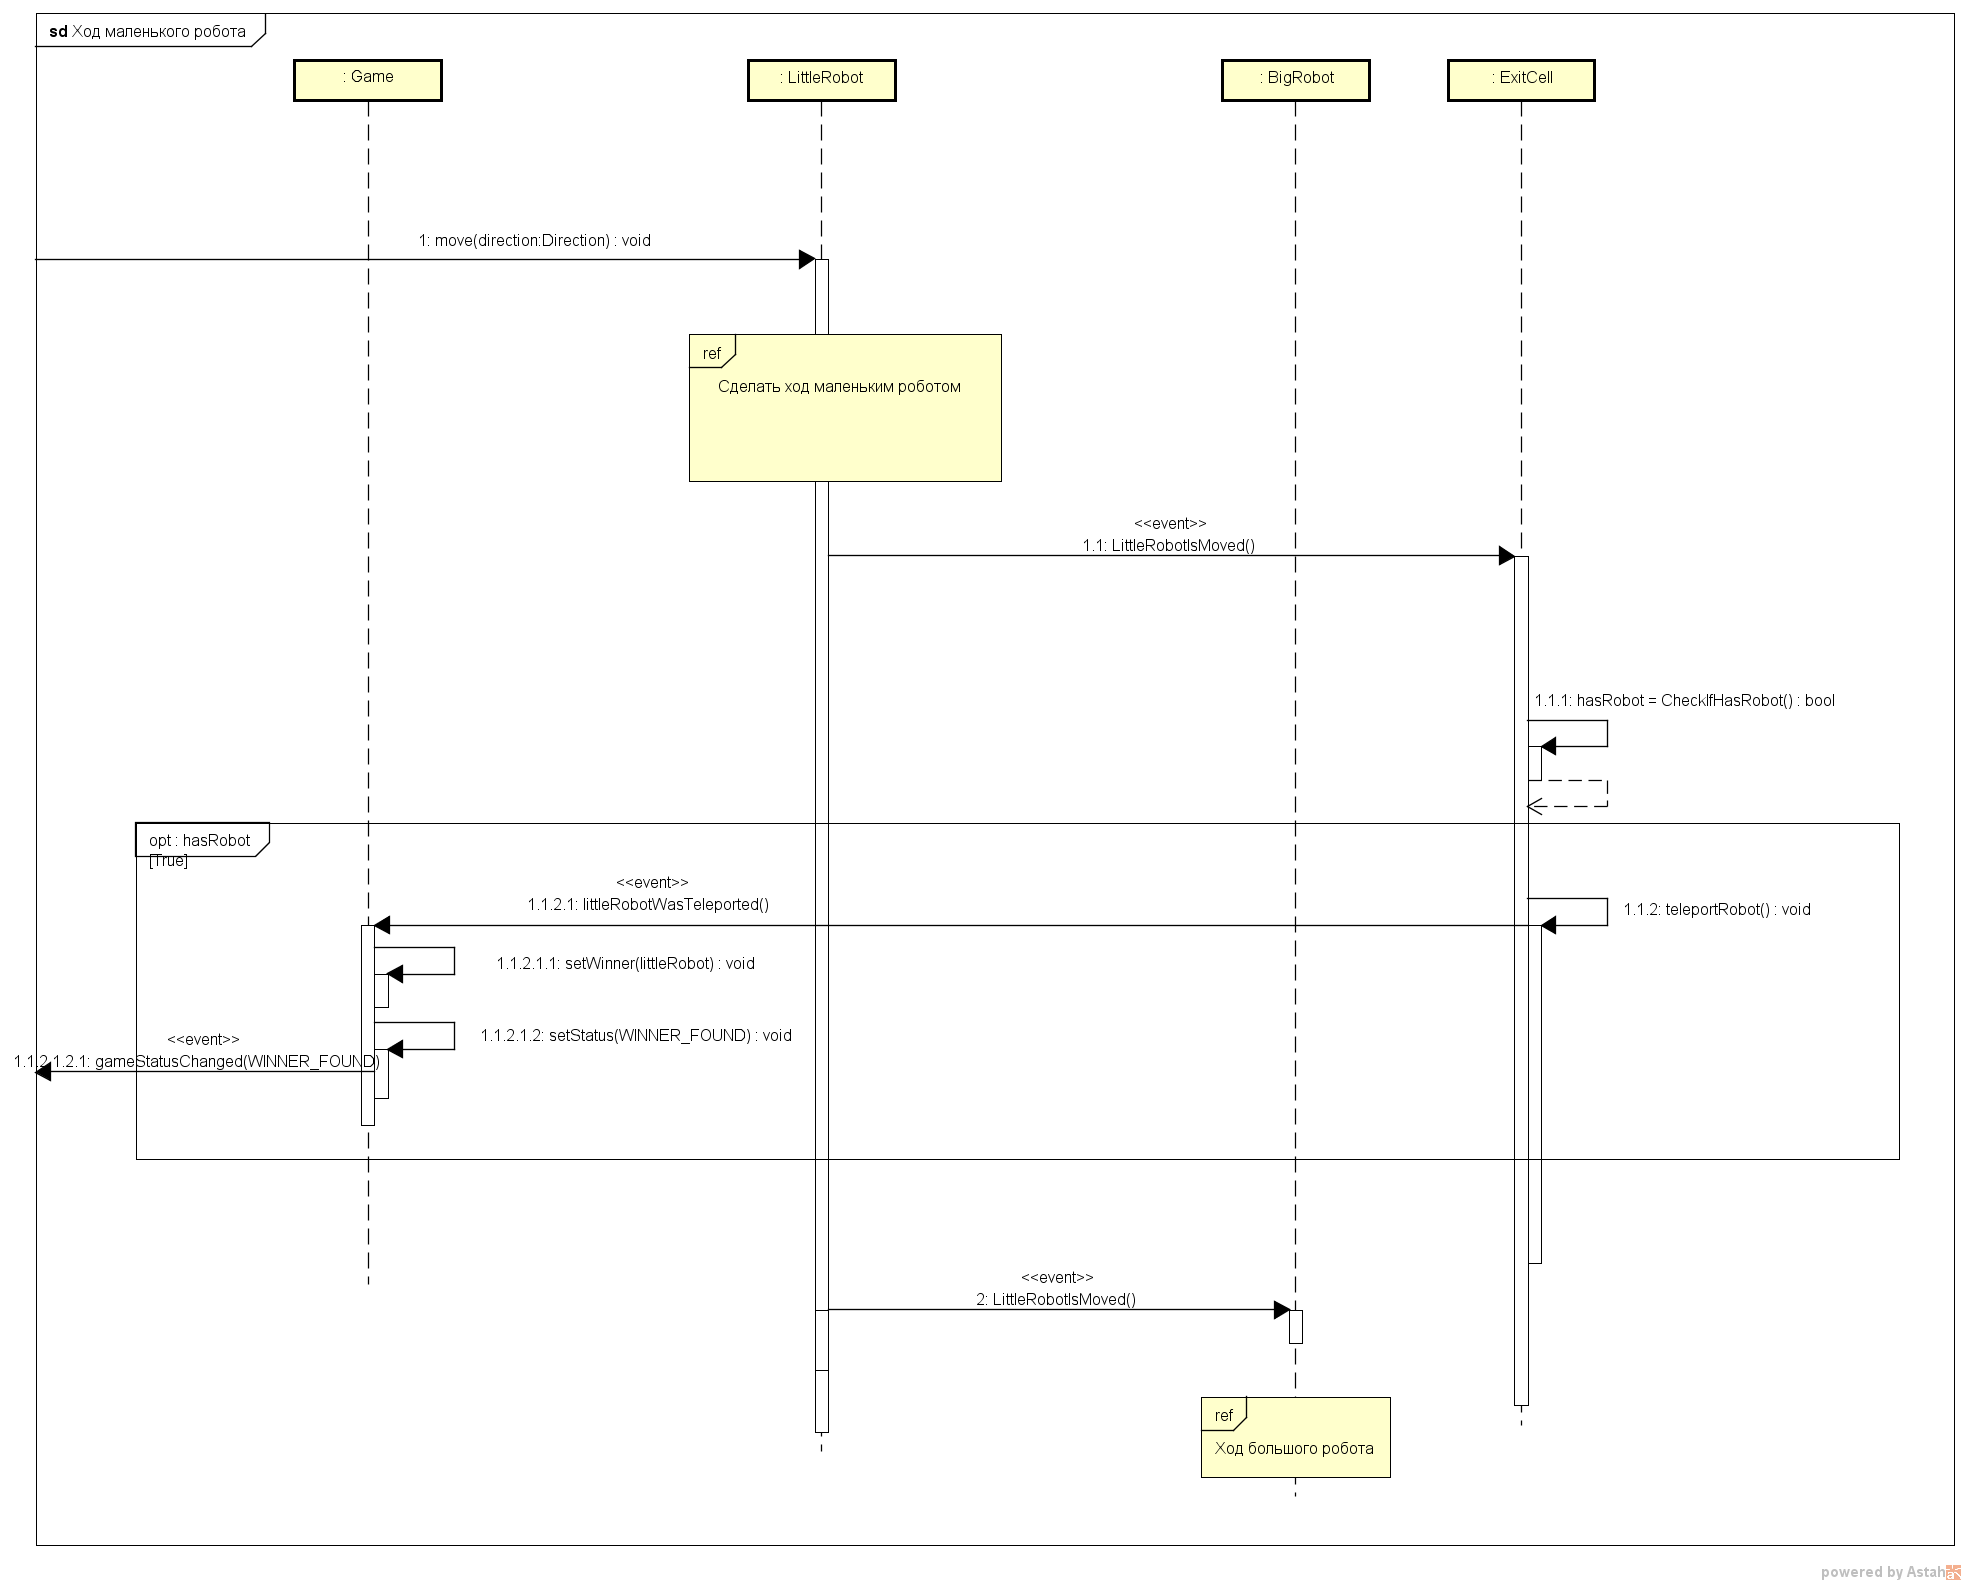 sd Ход маленького робота
: Game
: LittleRobot
: BigRobot
: ExitCell
1: move(direction:Direction) : void
ref
Сделать ход маленьким роботом
<<event>>
1.1: LittleRobotIsMoved()
1.1.1: hasRobot = CheckIfHasRobot() : bool
opt : hasRobot
[True]
<<event>>
1.1.2.1: littleRobotWasTeleported()
1.1.2: teleportRobot() : void
1.1.2.1.1: setWinner(littleRobot) : void
1.1.2.1.2: setStatus(WINNER_FOUND) : void
<<event>>
1.1.2.1.2.1: gameStatusChanged(WINNER_FOUND)
<<event>>
2: LittleRobotIsMoved()
ref
Ход большого робота
powered by Astah